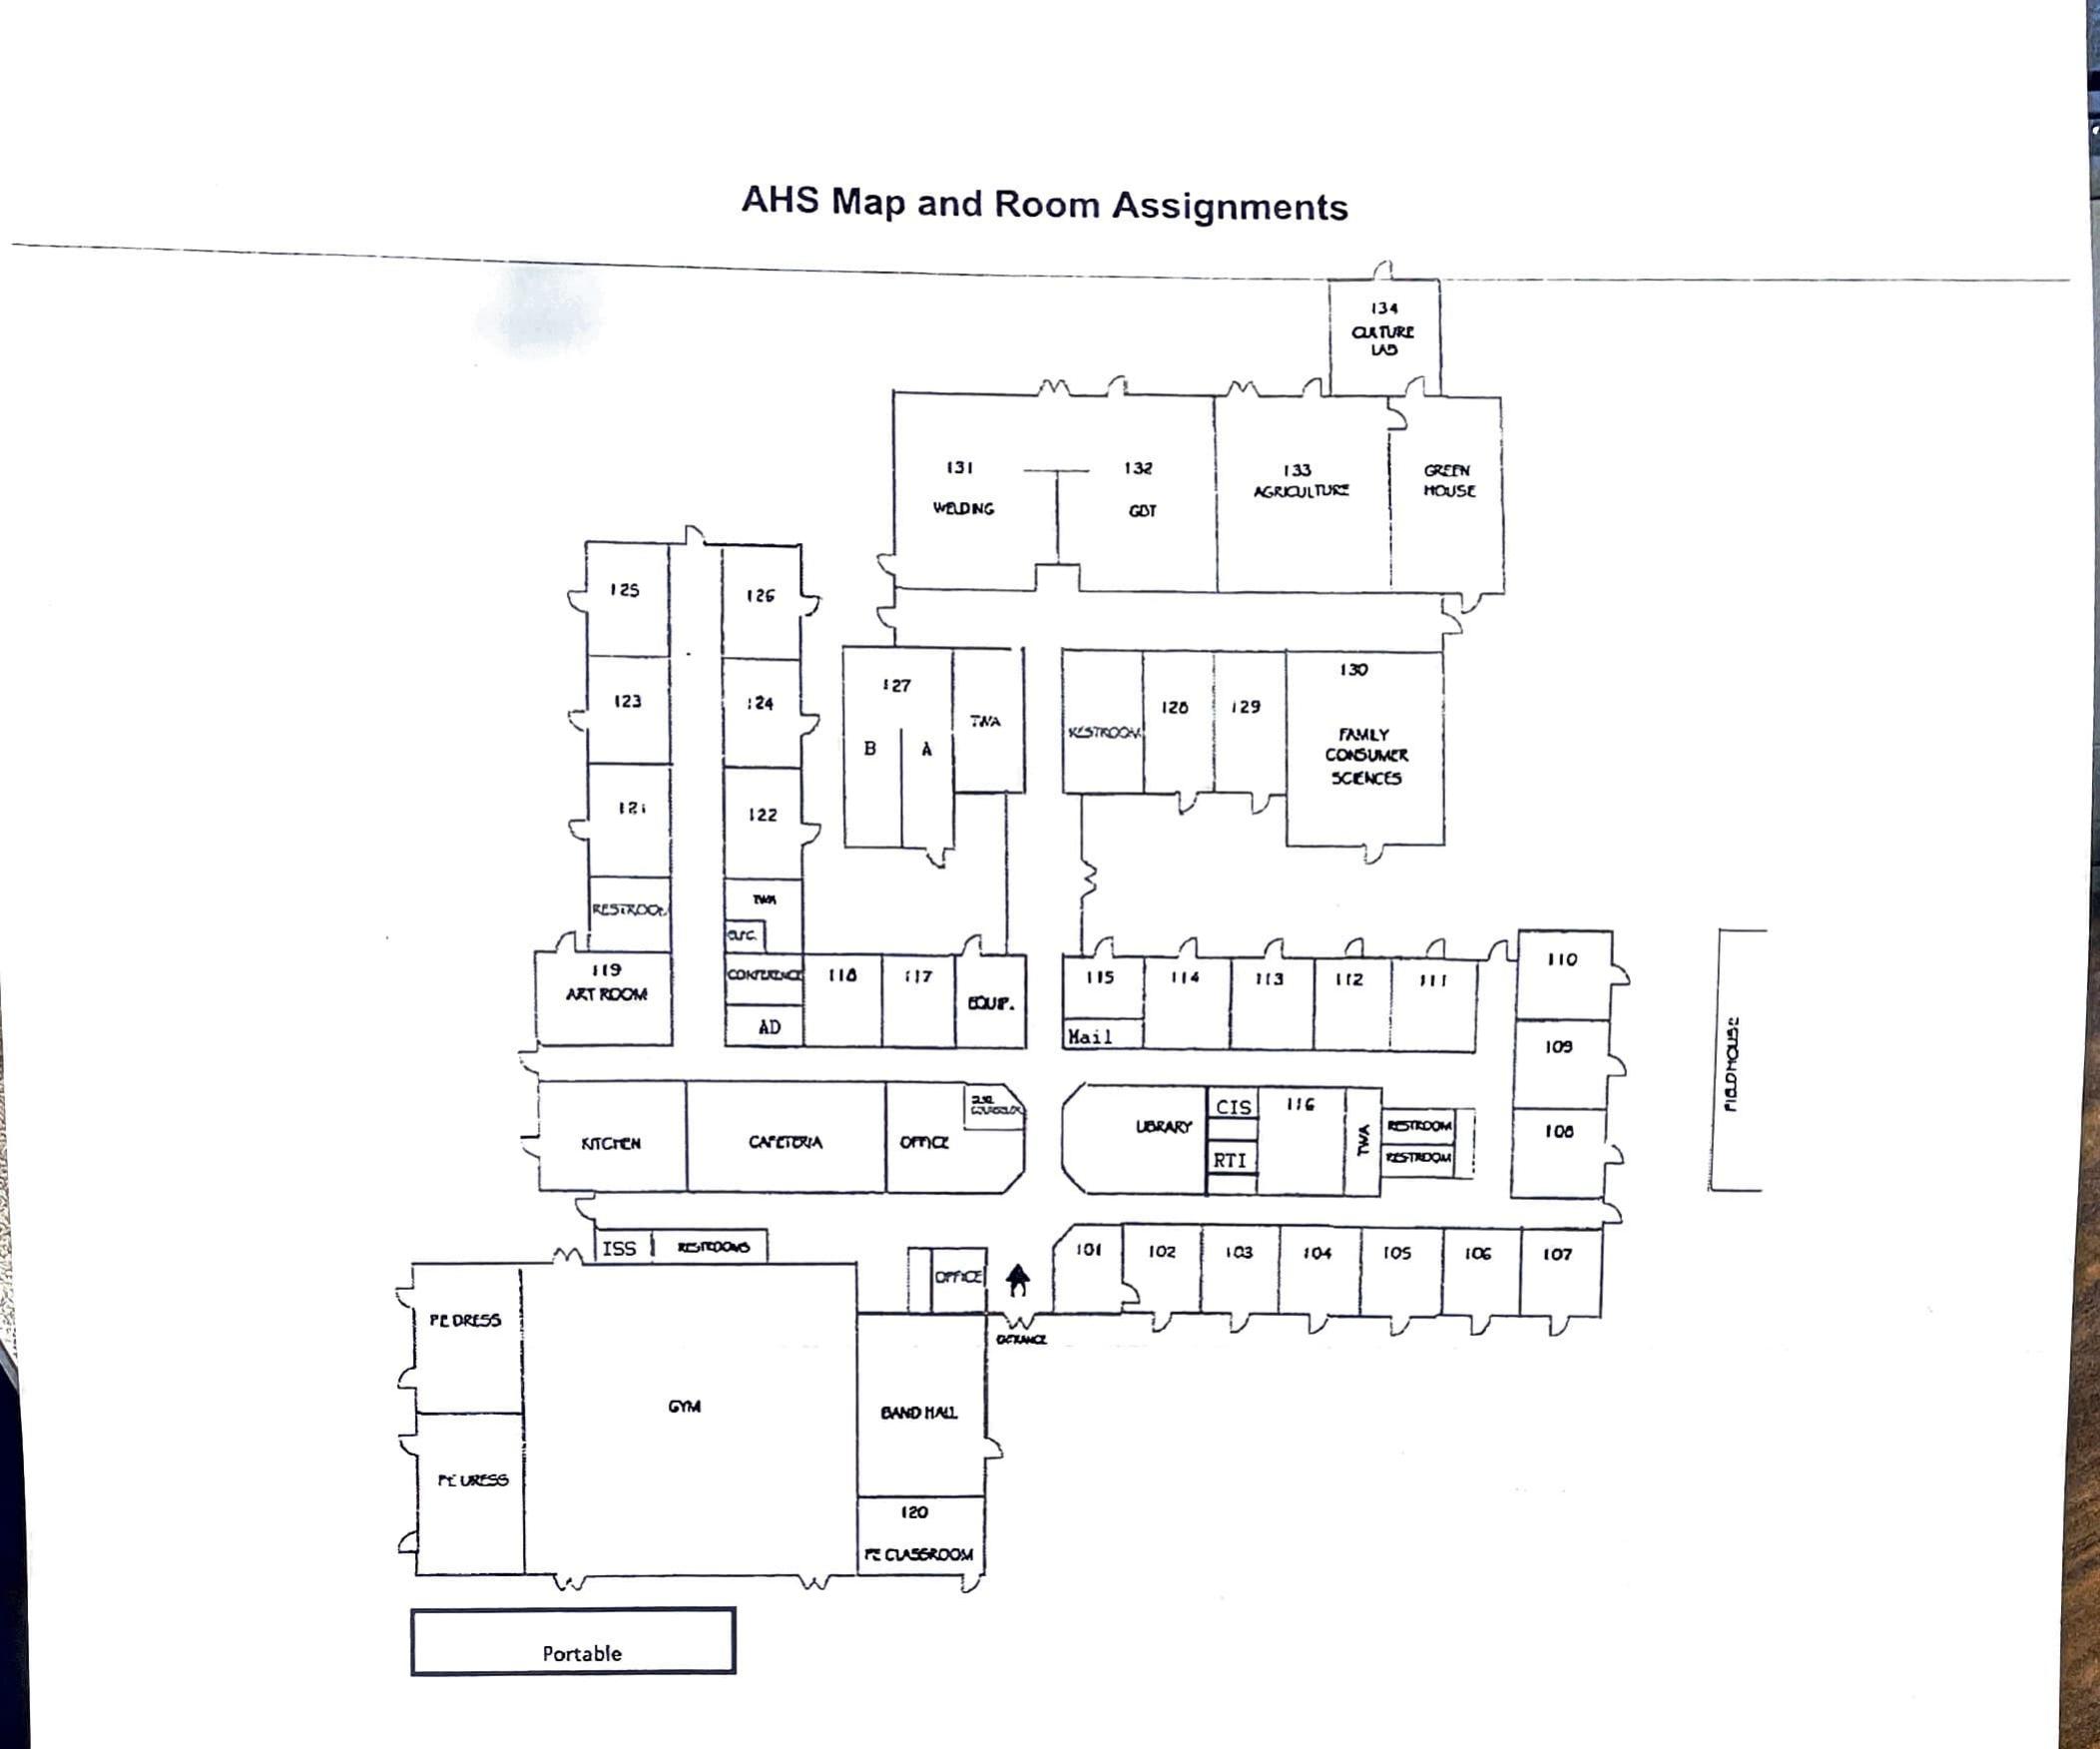 AHS Map and Room Assignments
134
CULTURE
LAB
131
WELDING
132
GDT
133
AGRICULTURE
GREEN
HOUSE
125
126
123
124
121
122
RESTROOM
TWA
ELEC.
127
B
A
TWA
RESTROOM
128
129
130
FAMILY
CONSUMER
SCIENCES
119
ART ROOM
CONFERENCE
AD
118
117
EQUIP.
115
Mail
114
113
112
111
110
109
108
FIELDHOUSE
KITCHEN
CAFETERIA
OFFICE
COUNSELOR
LIBRARY
CIS
RTI
116
TWA
RESTROOM
RESTROOM
ISS
RESTROOMS
OFFICE
ENTRANCE
101
102
103
104
105
106
107
PE DRESS
PE DRESS
GYM
BAND HALL
120
PE CLASSROOM
Portable